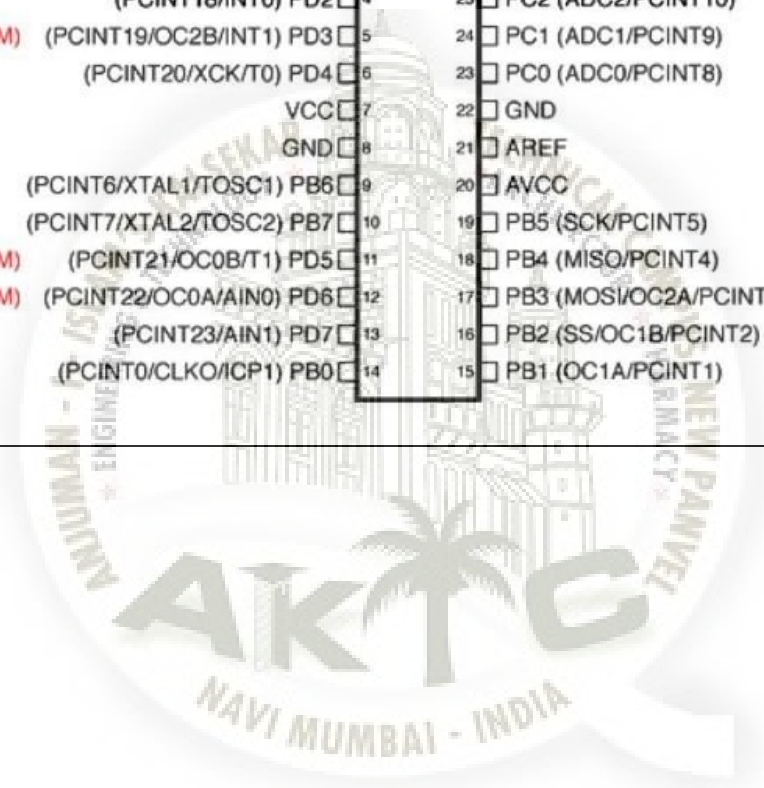 (PCINT18/INT0) PD2 4 25 PC2 (ADC2/PCINT10)
M) (PCINT19/OC2B/INT1) PD3 5 24 PC1 (ADC1/PCINT9)
(PCINT20/XCK/T0) PD4 6 23 PC0 (ADC0/PCINT8)
VCC 7 22 GND
GND 8 21 AREF
(PCINT6/XTAL1/TOSC1) PB6 9 20 AVCC
(PCINT7/XTAL2/TOSC2) PB7 10 19 PB5 (SCK/PCINT5)
M) (PCINT21/OC0B/T1) PD5 11 18 PB4 (MISO/PCINT4)
M) (PCINT22/OC0A/AIN0) PD6 12 17 PB3 (MOSI/OC2A/PCINT
(PCINT23/AIN1) PD7 13 16 PB2 (SS/OC1B/PCINT2)
(PCINT0/CLKO/ICP1) PB0 14 15 PB1 (OC1A/PCINT1)
NEW PANVEL
AKTC
NAVI MUMBAI - INDIA